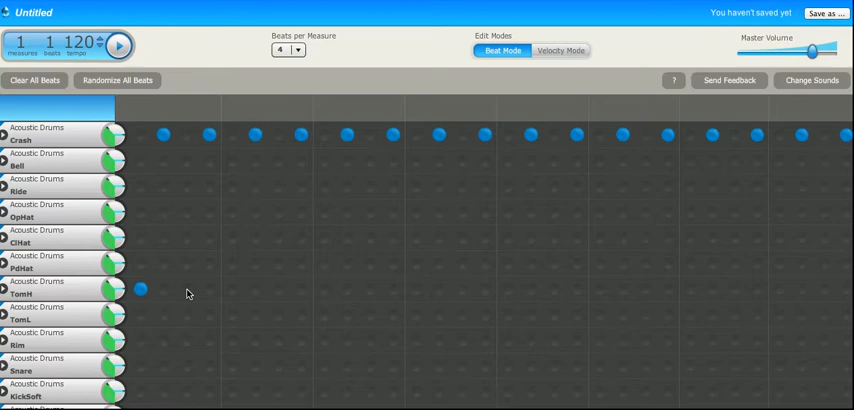 Untitled
You haven't saved yet
Save as ...
1 1 120
measures beats tempo
Beats per Measure
4
Edit Modes
Beat Mode
Velocity Mode
Master Volume
Clear All Beats
Randomize All Beats
?
Send Feedback
Change Sounds
Acoustic Drums
Crash
Acoustic Drums
Bell
Acoustic Drums
Ride
Acoustic Drums
OpHat
Acoustic Drums
ClHat
Acoustic Drums
PdHat
Acoustic Drums
TomH
Acoustic Drums
TomL
Acoustic Drums
Rim
Acoustic Drums
Snare
Acoustic Drums
KickSoft